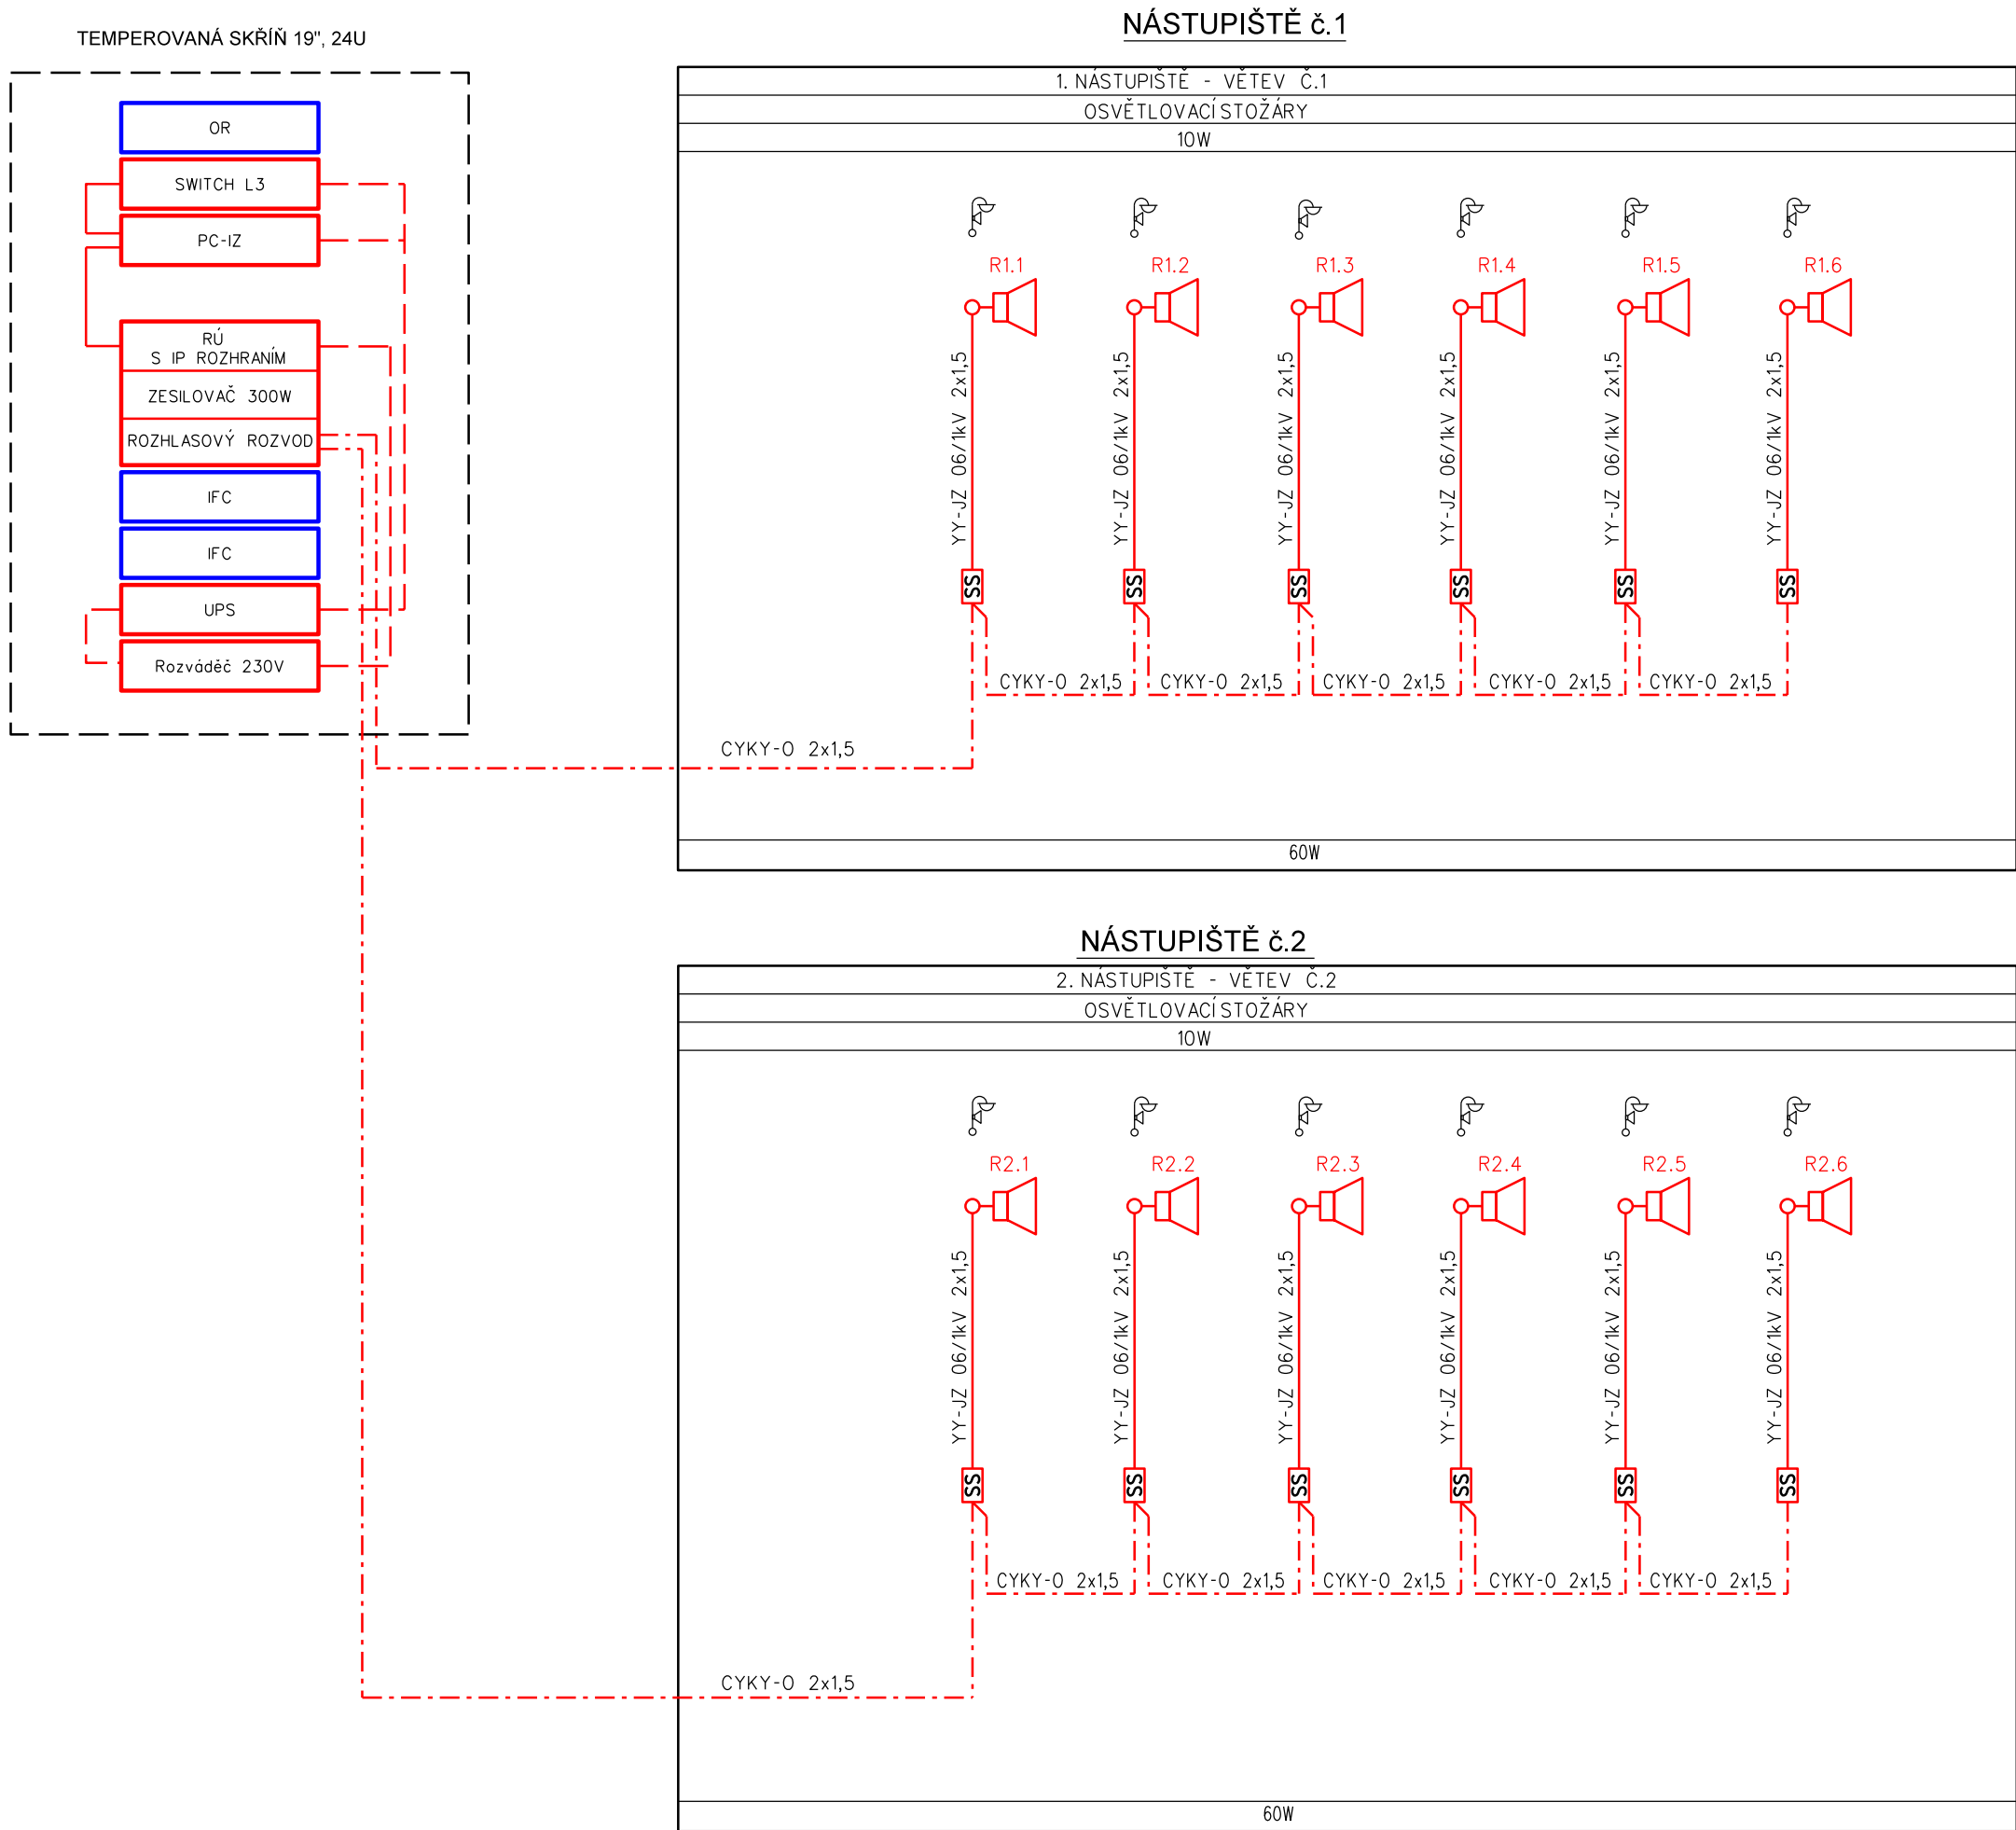 TEMPEROVANÁ SKŘÍŇ 19", 24U
OR
SWITCH L3
PC-IZ
RÚ
S IP ROZHRANÍM
ZESILOVAČ 300W
ROZHLASOVÝ ROZVOD
IFC
IFC
UPS
Rozváděč 230V
NÁSTUPIŠTĚ č.1
1. NÁSTUPIŠTĚ - VĚTEV Č.1
OSVĚTLOVACÍ STOŽÁRY
10W
R1.1
R1.2
R1.3
R1.4
R1.5
R1.6
YY-JZ 06/1kV 2x1,5
YY-JZ 06/1kV 2x1,5
YY-JZ 06/1kV 2x1,5
YY-JZ 06/1kV 2x1,5
YY-JZ 06/1kV 2x1,5
YY-JZ 06/1kV 2x1,5
SS
SS
SS
SS
SS
SS
CYKY-O 2x1,5
CYKY-O 2x1,5
CYKY-O 2x1,5
CYKY-O 2x1,5
CYKY-O 2x1,5
CYKY-O 2x1,5
60W
NÁSTUPIŠTĚ č.2
2. NÁSTUPIŠTĚ - VĚTEV Č.2
OSVĚTLOVACÍ STOŽÁRY
10W
R2.1
R2.2
R2.3
R2.4
R2.5
R2.6
YY-JZ 06/1kV 2x1,5
YY-JZ 06/1kV 2x1,5
YY-JZ 06/1kV 2x1,5
YY-JZ 06/1kV 2x1,5
YY-JZ 06/1kV 2x1,5
YY-JZ 06/1kV 2x1,5
SS
SS
SS
SS
SS
SS
CYKY-O 2x1,5
CYKY-O 2x1,5
CYKY-O 2x1,5
CYKY-O 2x1,5
CYKY-O 2x1,5
CYKY-O 2x1,5
60W